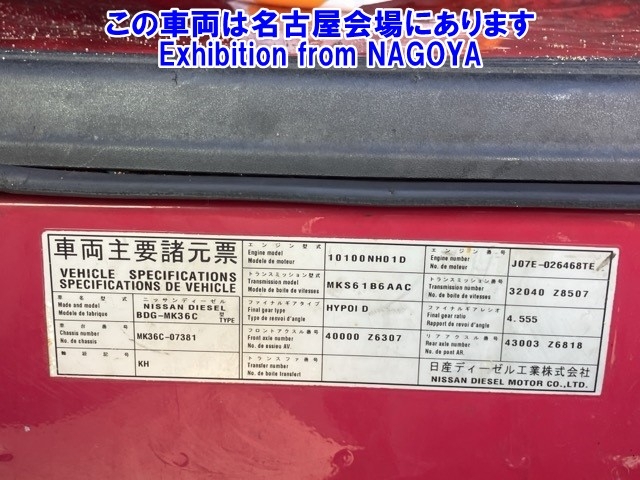 この車両は名古屋会場にあります
Exhibition from NAGOYA
車両主要諸元票
VEHICLE SPECIFICATIONS
SPECIFICATIONS DE VEHICLE
車名 型式
Made and model
Modele de fabrique
ニッサンディーゼル
NISSAN DIESEL
BDG-MK36C
型式
TYPE
車台番号
Chassis number
No. de chassis
MK36C-07381
輸証記号
KH
エンジン型式
Engine model
Modele de moteur
10100NH01D
エンジン番号
Engine number
No. de moteur
J07E-026468TE
トランスミッション型式
Transmission model
Modele de boite de vitesses
MKS61B6AAC
トランスミッション番号
Transmission number
No. de boite de vitesses
32040 Z8507
ファイナルギアタイプ
Final gear type
Type de renvoi d'angle
HYPOID
ファイナルギアレシオ
Final gear ratio
Rapport de renvoi d'angle
4.555
フロントアクスル番号
Front axle number
No. de essieu AV.
40000 Z6307
リアアクスル番号
Rear axle number
No. de pont AR.
43003 Z6818
トランスファ番号
Transfer number
No. de boite transfert
日産ディーゼル工業株式会社
NISSAN DIESEL MOTOR CO.,LTD.